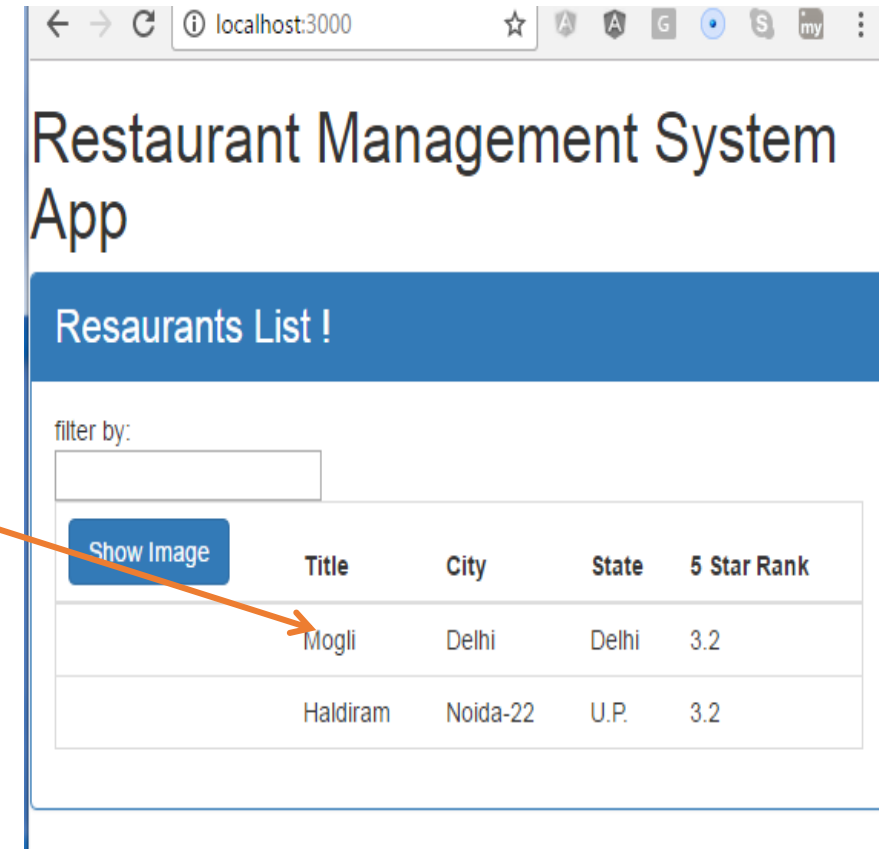 localhost:3000
G S my
Restaurant Management System
App
Resaurants List !
filter by:
Show Image Title City State 5 Star Rank
Mogli Delhi Delhi 3.2
Haldiram Noida-22 U.P. 3.2